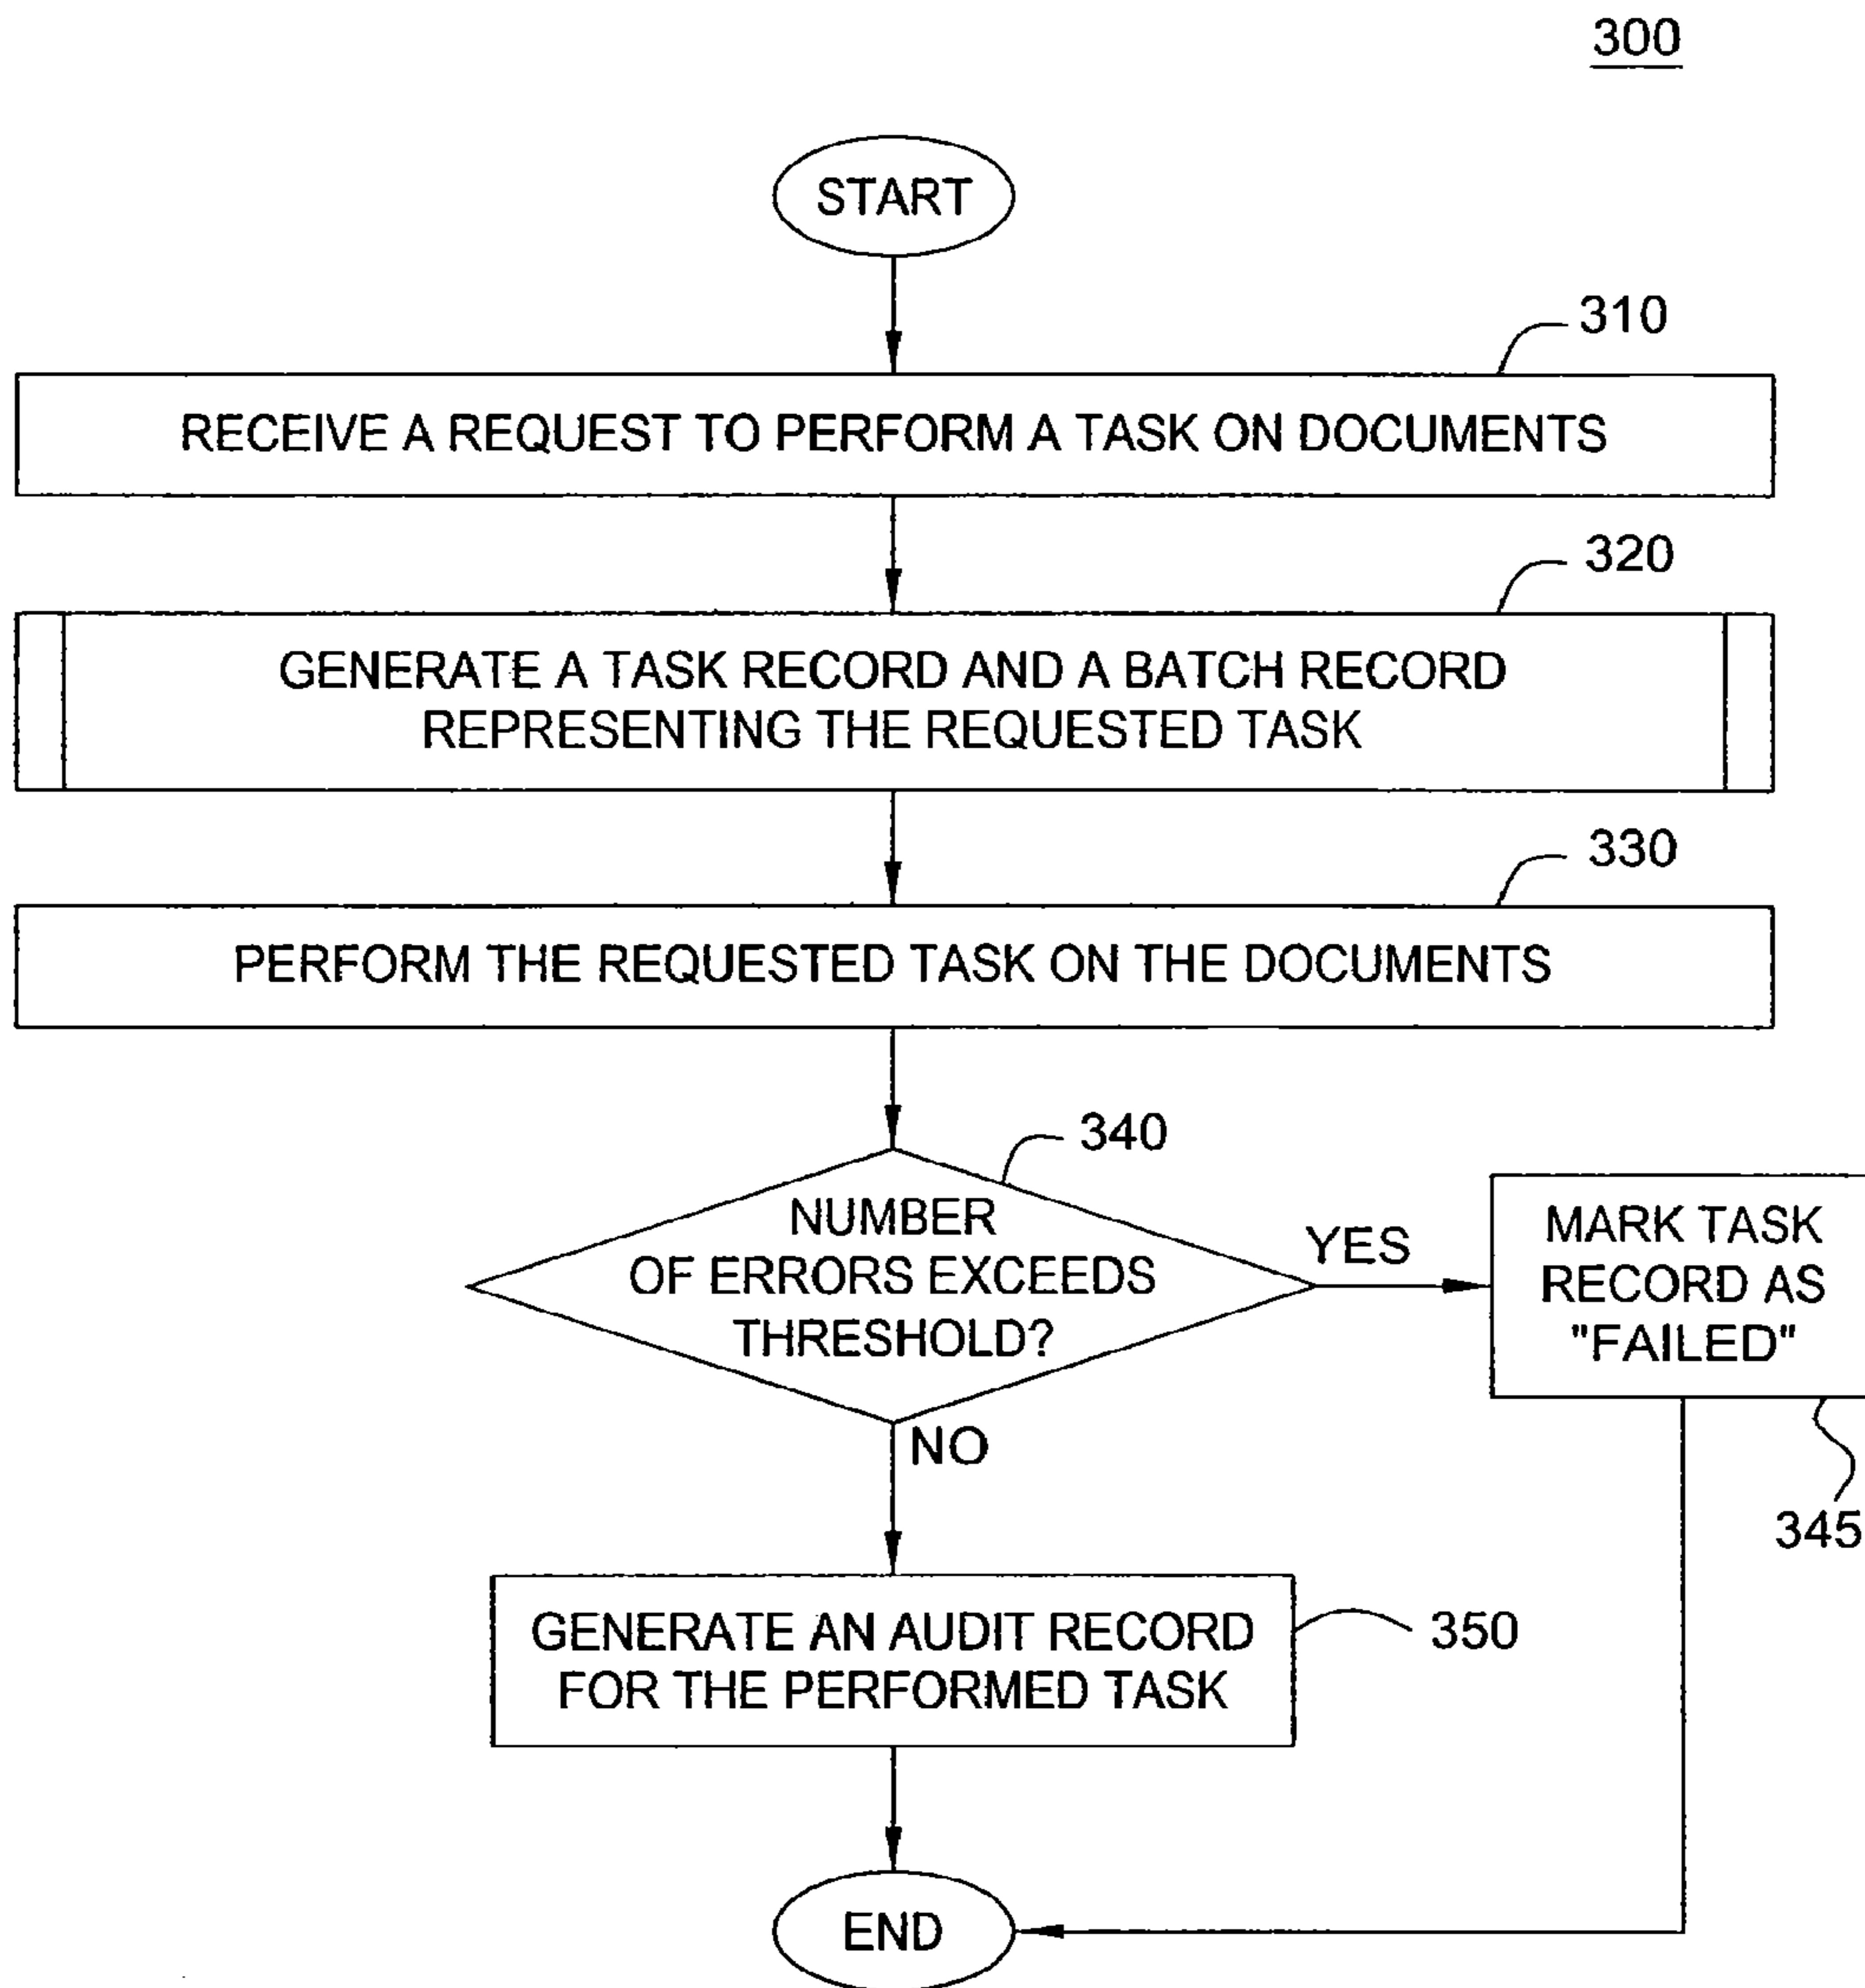 300
START
310
RECEIVE A REQUEST TO PERFORM A TASK ON DOCUMENTS
320
GENERATE A TASK RECORD AND A BATCH RECORD
REPRESENTING THE REQUESTED TASK
330
PERFORM THE REQUESTED TASK ON THE DOCUMENTS
340
NUMBER
OF ERRORS EXCEEDS
THRESHOLD?
YES
MARK TASK
RECORD AS
"FAILED"
345
NO
GENERATE AN AUDIT RECORD
FOR THE PERFORMED TASK
350
END